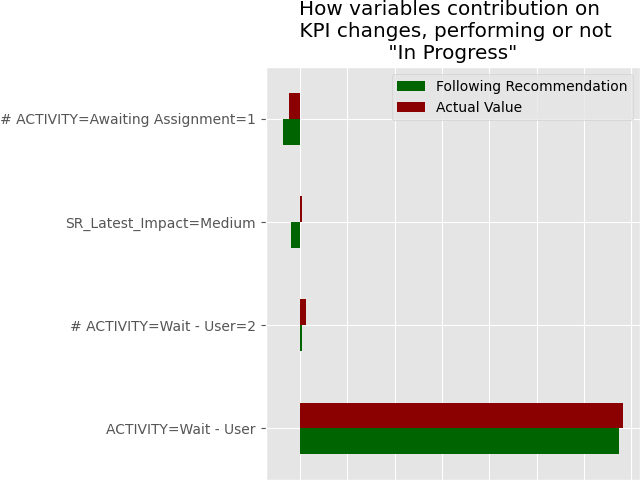 How variables contribution on
KPI changes, performing or not
"In Progress"
Following Recommendation
Actual Value
# ACTIVITY=Awaiting Assignment=1
SR_Latest_Impact=Medium
# ACTIVITY=Wait - User=2
ACTIVITY=Wait - User